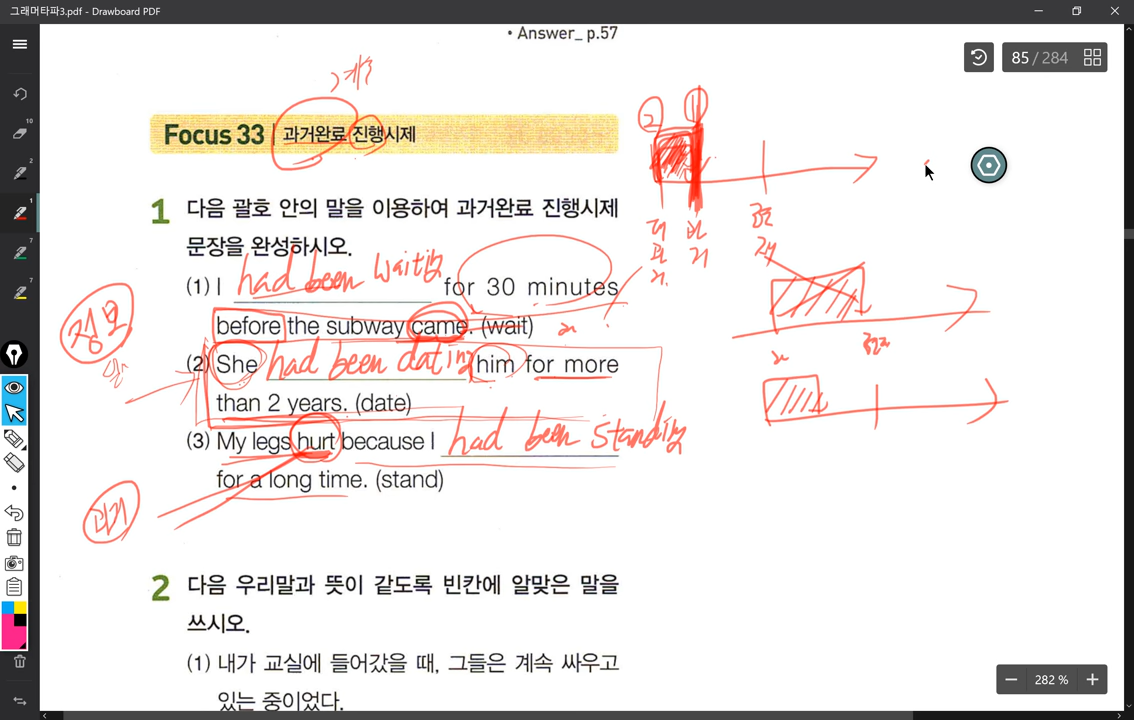 그래머타파3.pdf - Drawboard PDF
• Answer_ p.57
85 / 284
Focus 33 | 과거완료 진행시제
② ①
1 다음 괄호 안의 말을 이용하여 과거완료 진행시제
문장을 완성하시오.
(1) I had been waiting for 30 minutes
before the subway came. (wait)
(2) She had been dating him for more
than 2 years. (date)
(3) My legs hurt because I had been standing
for a long time. (stand)
정보
과거
2 다음 우리말과 뜻이 같도록 빈칸에 알맞은 말을
쓰시오.
(1) 내가 교실에 들어갔을 때, 그들은 계속 싸우고
있는 중이었다.
282 %
10
2
1
7
7